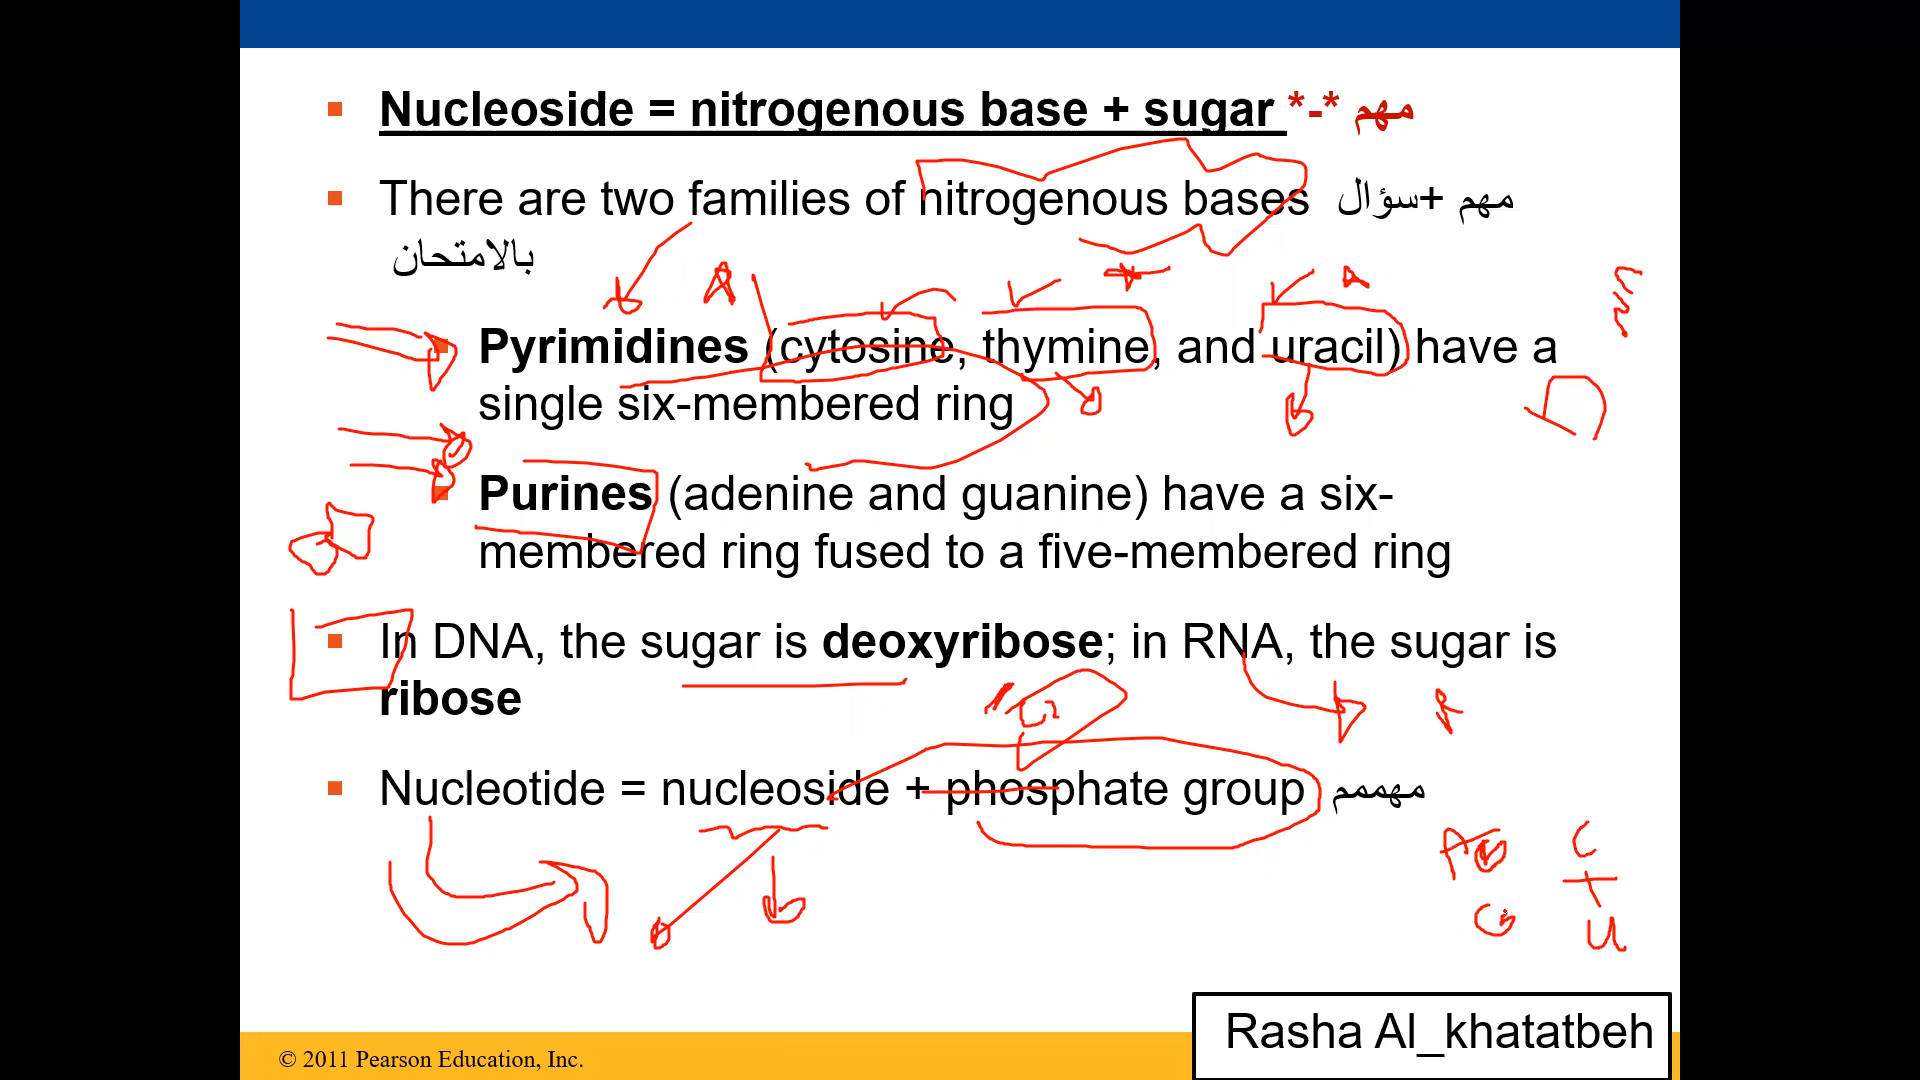 Nucleoside = nitrogenous base + sugar *-* مهم
There are two families of nitrogenous bases مهم +سؤال
بالامتحان
A
Pyrimidines (cytosine, thymine, and uracil) have a
single six-membered ring
Purines (adenine and guanine) have a six-
membered ring fused to a five-membered ring
In DNA, the sugar is deoxyribose; in RNA, the sugar is
ribose
Nucleotide = nucleoside + phosphate group مهممم
A C
G T
U
Rasha Al_khatatbeh
© 2011 Pearson Education, Inc.